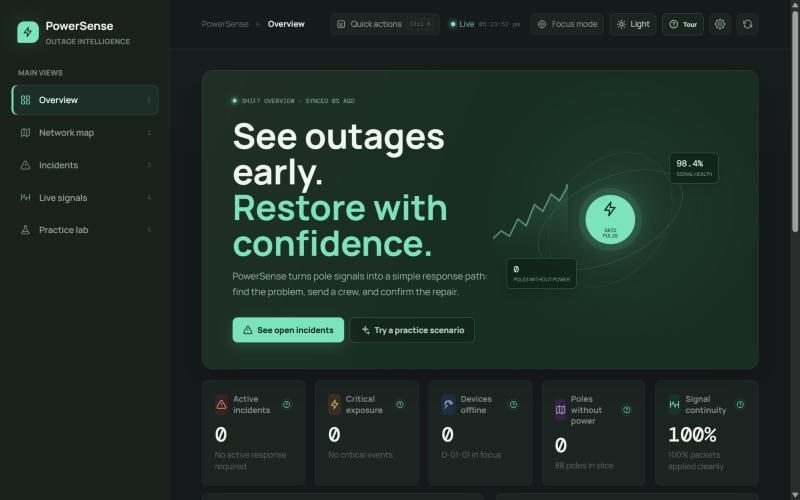 PowerSense
OUTAGE INTELLIGENCE
MAIN VIEWS
Overview 1
Network map 2
Incidents 3
Live signals 4
Practice lab 5
PowerSense Overview
Quick actions Ctrl K
Live 05:23:52 pm
Focus mode
Light
Tour
SHIFT OVERVIEW · SYNCED 0S AGO
See outages
early.
Restore with
confidence.
PowerSense turns pole signals into a simple response path:
find the problem, send a crew, and confirm the repair.
See open incidents
Try a practice scenario
98.4%
SIGNAL HEALTH
GRID
PULSE
0
POLES WITHOUT POWER
Active
incidents
0
No active response
required
Critical
exposure
0
No critical events
Devices
offline
0
D-01-01 in focus
Poles
without
power
0
88 poles in slice
Signal
continuity
100%
100% packets
applied cleanly